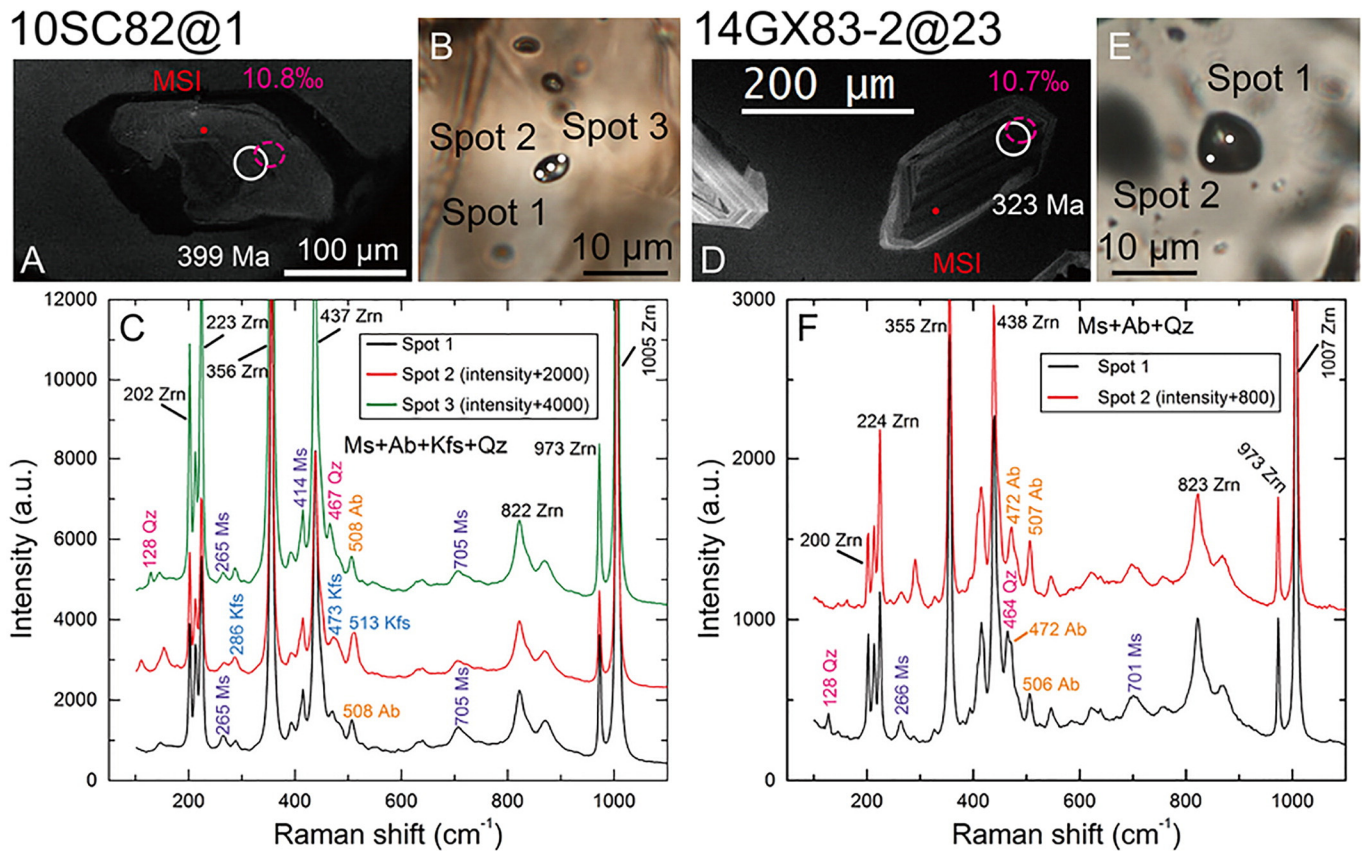 10SC82@1
14GX83-2@23
MSI
10.8‰
399 Ma
100 µm
A
B
Spot 2
Spot 3
Spot 1
10 µm
200 µm
10.7‰
323 Ma
MSI
D
E
Spot 1
Spot 2
10 µm
C
12000
10000
8000
6000
4000
2000
0
Intensity (a.u.)
200
400
600
800
1000
Raman shift (cm-1)
223 Zrn
356 Zrn
202 Zrn
437 Zrn
Spot 1
Spot 2 (intensity+2000)
Spot 3 (intensity+4000)
Ms+Ab+Kfs+Qz
1005 Zrn
973 Zrn
822 Zrn
128 Qz
265 Ms
414 Ms
467 Qz
508 Ab
705 Ms
286 Kfs
473 Kfs
513 Kfs
265 Ms
508 Ab
705 Ms
F
3000
2000
1000
0
Intensity (a.u.)
200
400
600
800
1000
Raman shift (cm-1)
355 Zrn
438 Zrn
Ms+Ab+Qz
Spot 1
Spot 2 (intensity+800)
1007 Zrn
224 Zrn
200 Zrn
472 Ab
507 Ab
823 Zrn
973 Zrn
464 Qz
472 Ab
128 Qz
266 Ms
506 Ab
701 Ms